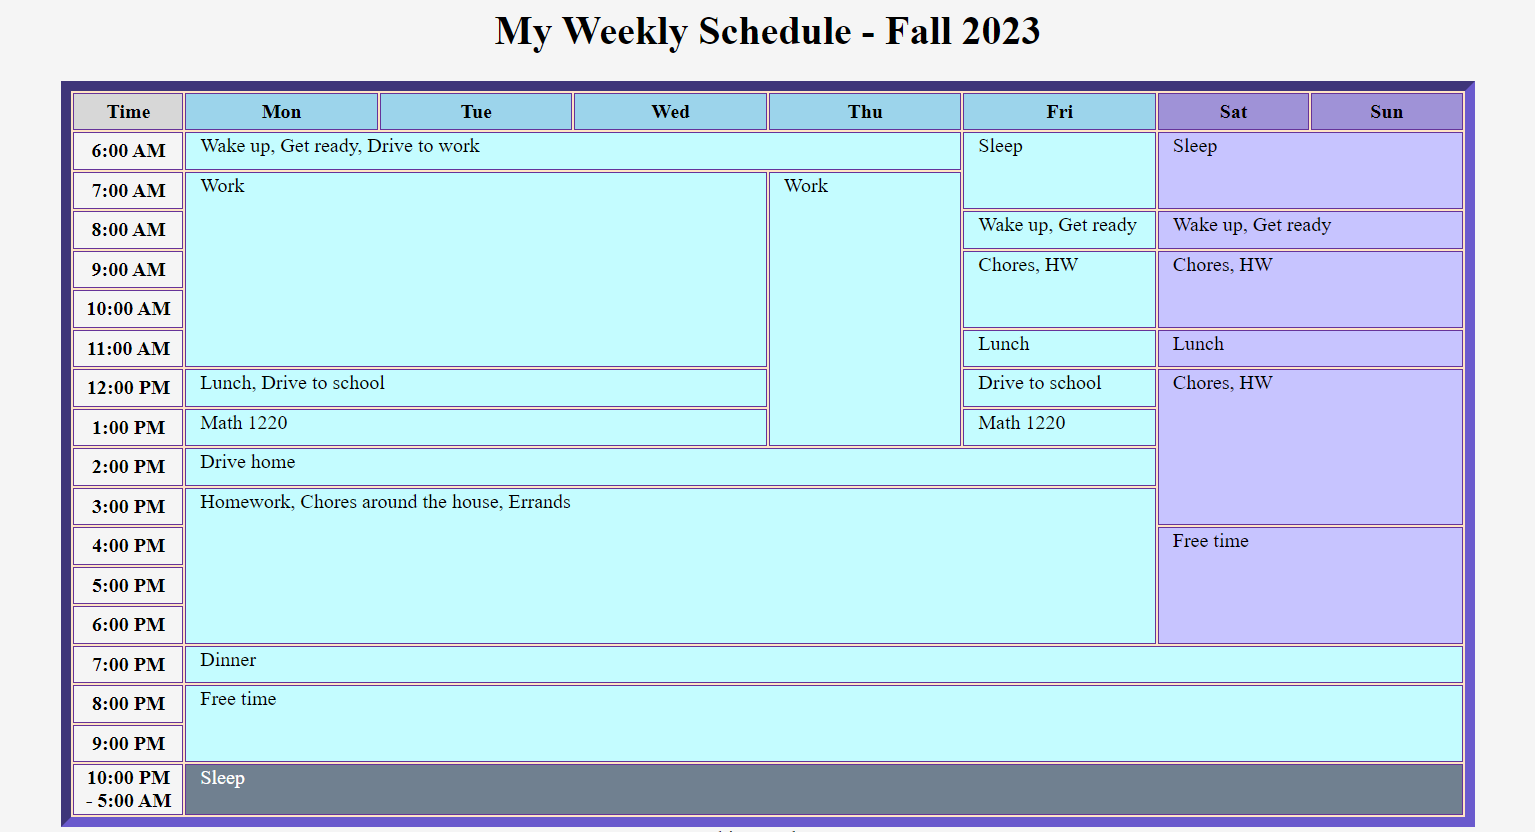 My Weekly Schedule - Fall 2023
Time Mon Tue Wed Thu Fri Sat Sun
6:00 AM Wake up, Get ready, Drive to work Sleep Sleep
7:00 AM Work Work
8:00 AM Wake up, Get ready Wake up, Get ready
9:00 AM Chores, HW Chores, HW
10:00 AM
11:00 AM Lunch Lunch
12:00 PM Lunch, Drive to school Drive to school Chores, HW
1:00 PM Math 1220 Math 1220
2:00 PM Drive home
3:00 PM Homework, Chores around the house, Errands
4:00 PM Free time
5:00 PM
6:00 PM
7:00 PM Dinner
8:00 PM Free time
9:00 PM
10:00 PM Sleep
- 5:00 AM